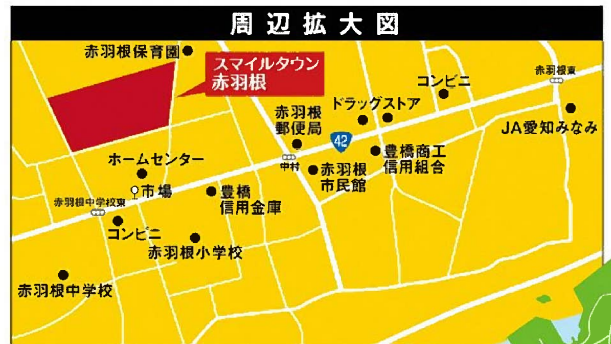 周辺拡大図
赤羽根保育園
スマイルタウン
赤羽根
コンビニ
赤羽根東
ドラッグストア
赤羽根
郵便局
JA愛知みなみ
42
豊橋商工
信用組合
ホームセンター
中村
赤羽根
市民館
市場
豊橋
信用金庫
赤羽根中学校東
コンビニ
赤羽根小学校
赤羽根中学校